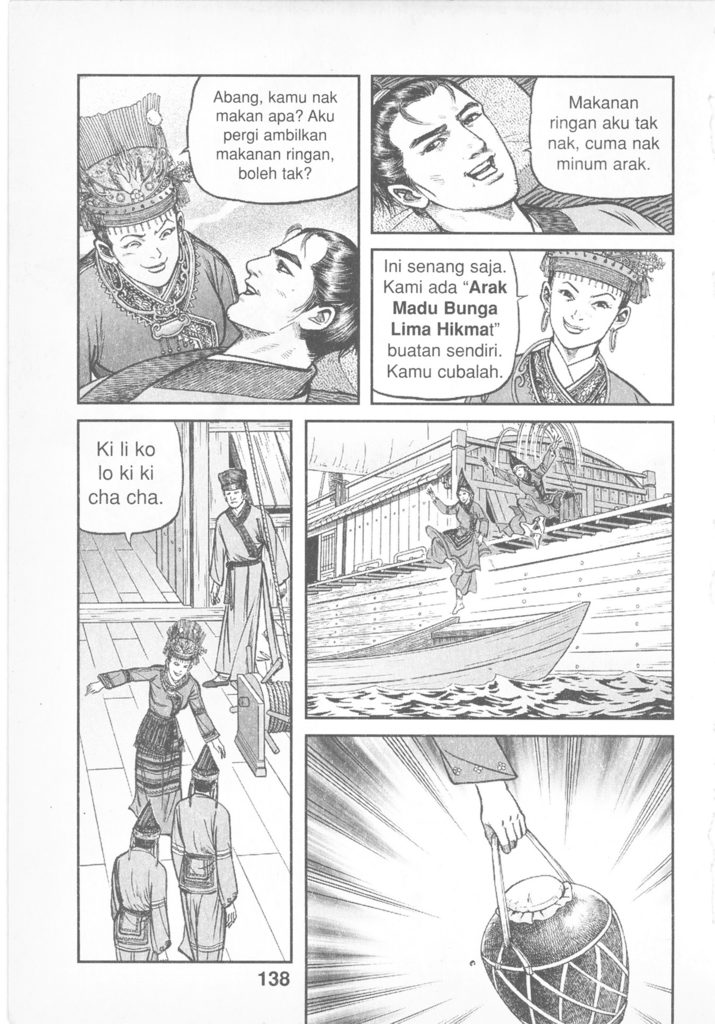 Abang, kamu nak
makan apa? Aku
pergi ambilkan
makanan ringan,
boleh tak?
Makanan
ringan aku tak
nak, cuma nak
minum arak.
Ini senang saja.
Kami ada “Arak
Madu Bunga
Lima Hikmat”
buatan sendiri.
Kamu cubalah.
Ki li ko
lo ki ki
cha cha.
138